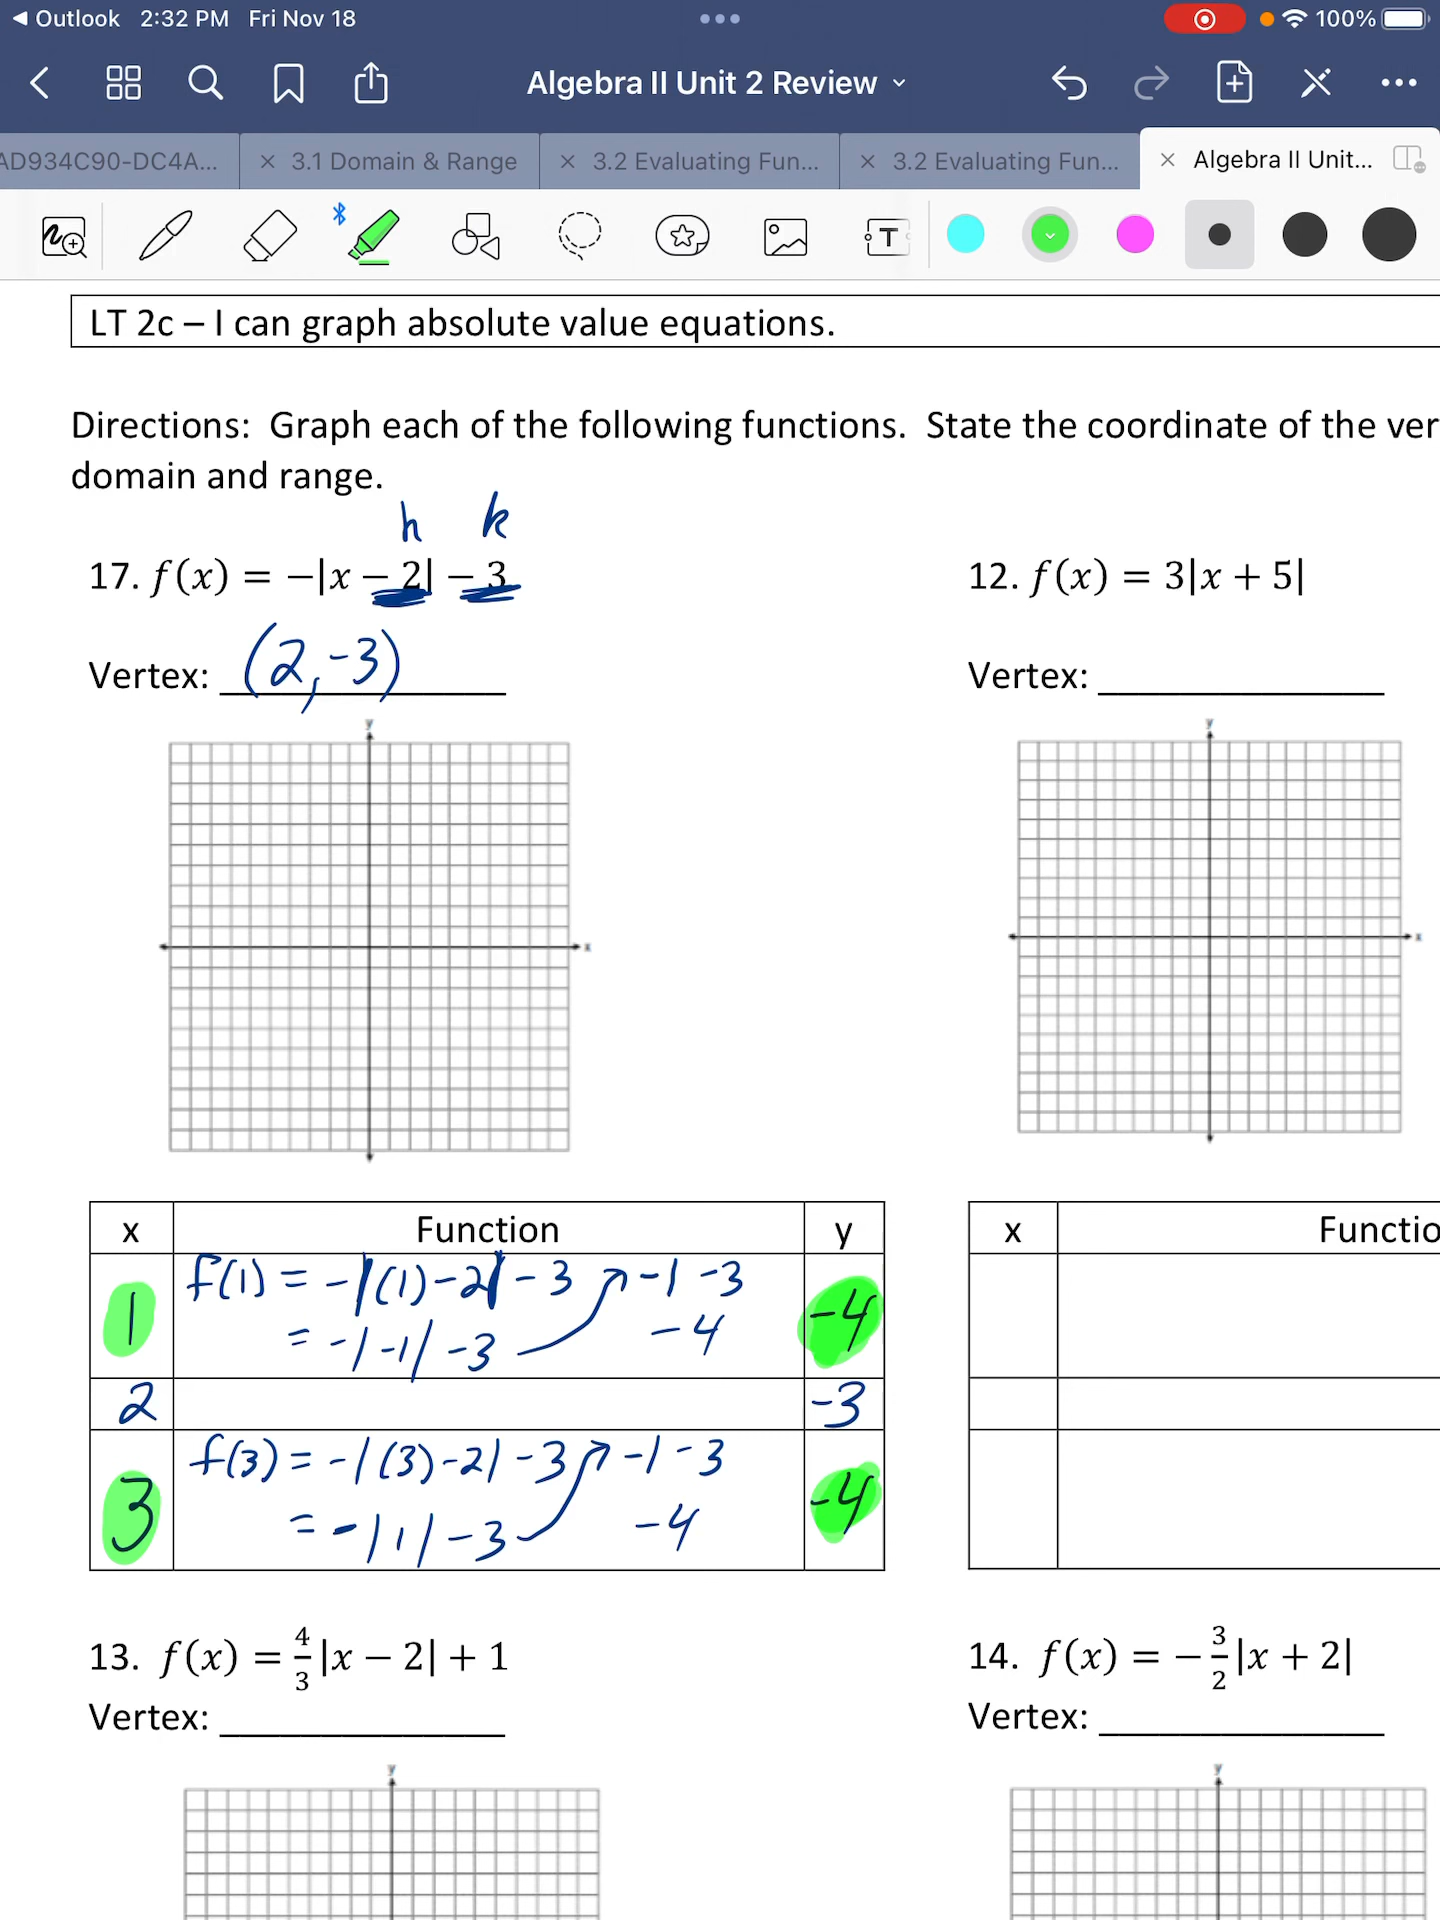 ◀ Outlook 2:32 PM Fri Nov 18 100%
Algebra II Unit 2 Review
AD934C90-DC4A... × 3.1 Domain & Range × 3.2 Evaluating Fun... × 3.2 Evaluating Fun... × Algebra II Unit...
T
LT 2c – I can graph absolute value equations.
Directions: Graph each of the following functions. State the coordinate of the ver
domain and range.
h k
17. f(x) = −|x − 2| − 3
12. f(x) = 3|x + 5|
Vertex: (2,-3)
Vertex:
y
y
x
x
x Function y
x Functio
1 f(1) = -|(1)-2| -3 -1 -3 -4
= -|-1| -3 -4
2 -3
3 f(3) = -|(3)-2| -3 -1 -3 -4
= -|1| -3 -4
13. f(x) = 4/3|x − 2| + 1
14. f(x) = −3/2|x + 2|
Vertex:
Vertex:
y
y